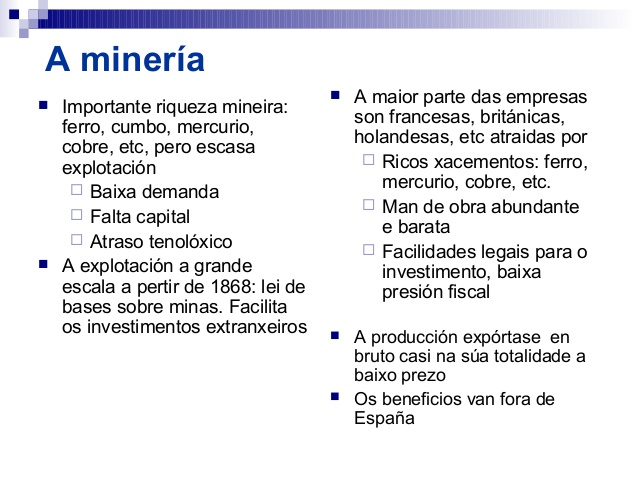 A minería
Importante riqueza mineira:
ferro, cumbo, mercurio,
cobre, etc, pero escasa
explotación
Baixa demanda
Falta capital
Atraso tenolóxico
A explotación a grande
escala a partir de 1868: lei de
bases sobre minas. Facilita
os investimentos extranxeiros
A maior parte das empresas
son francesas, británicas,
holandesas, etc atraidas por
Ricos xacementos: ferro,
mercurio, cobre, etc.
Man de obra abundante
e barata
Facilidades legais para o
investimento, baixa
presión fiscal
A producción expórtase en
bruto casi na súa totalidade a
baixo prezo
Os beneficios van fora de
España